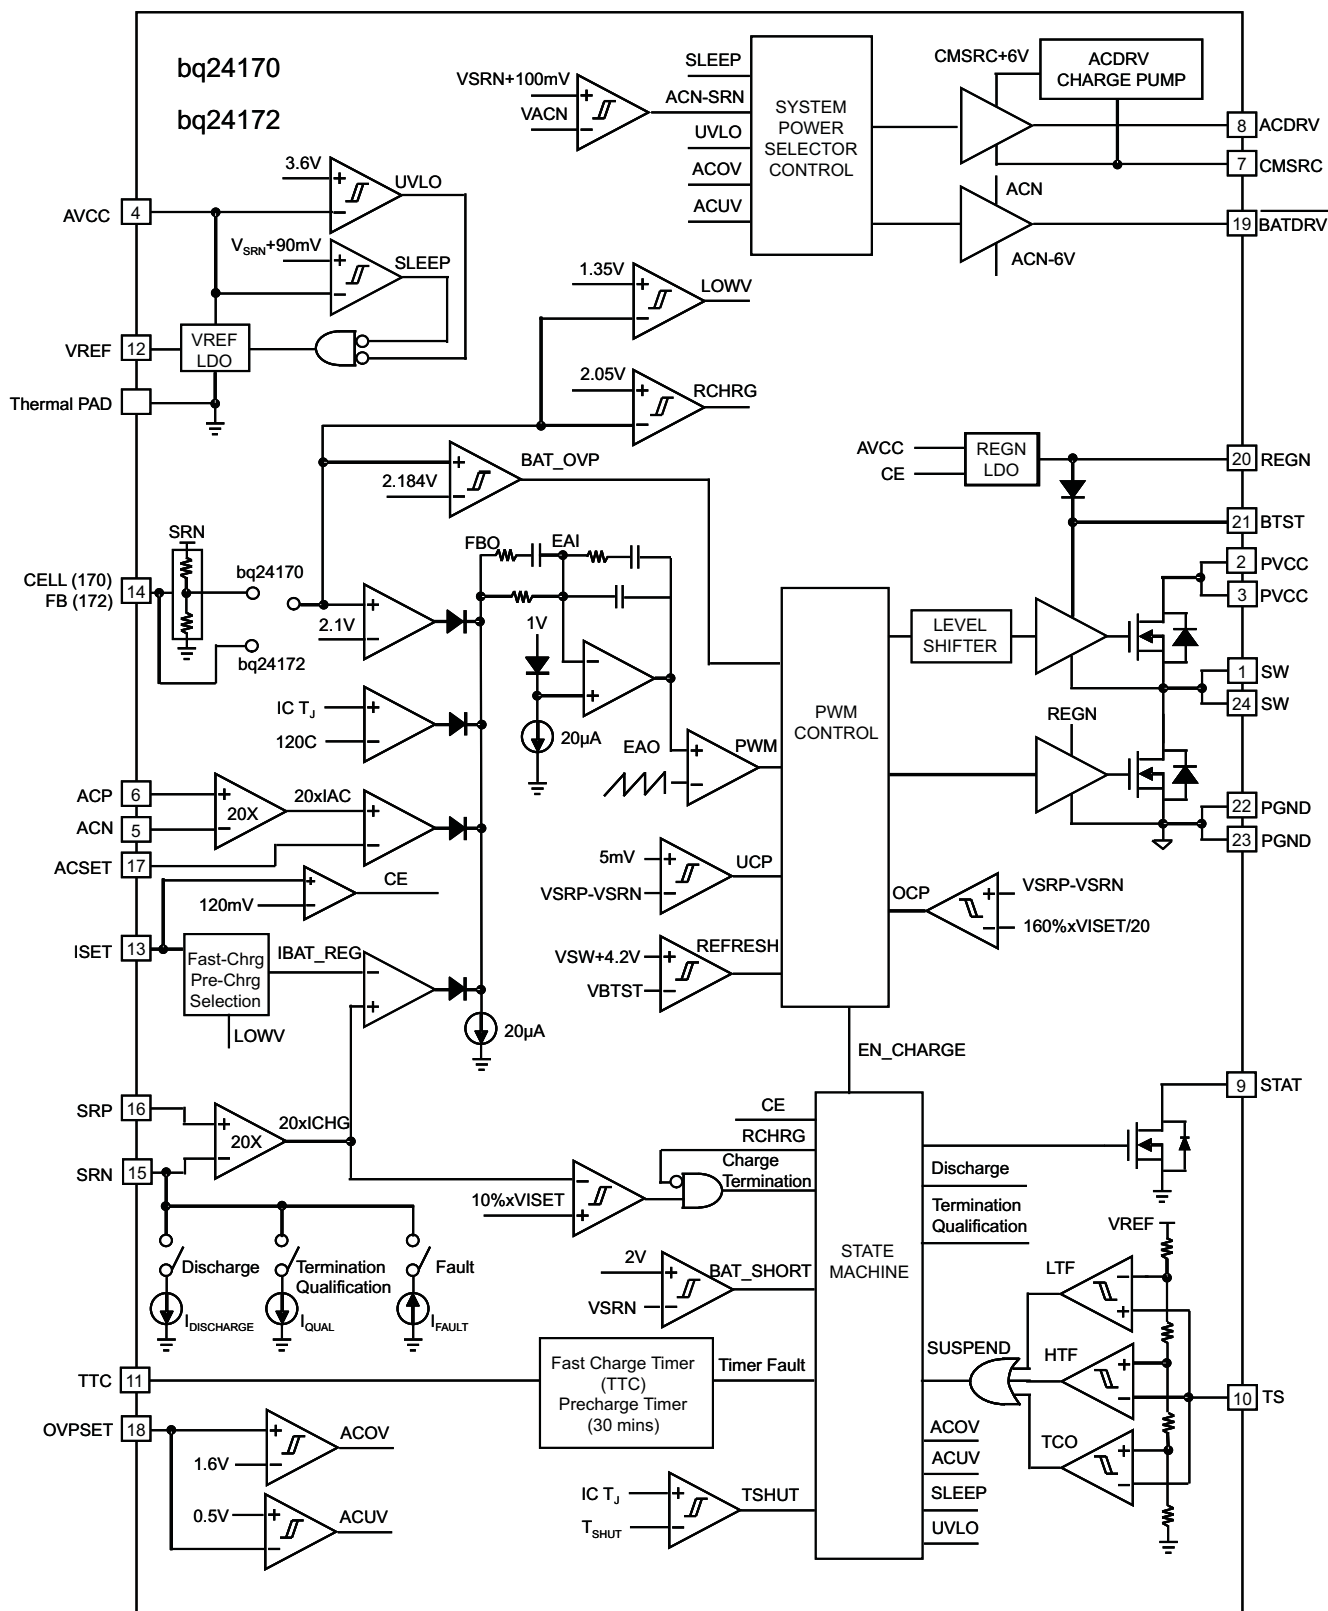 bq24170
bq24172
VSRN+100mV
VACN
SLEEP
ACN-SRN
UVLO
ACOV
ACUV
SYSTEM
POWER
SELECTOR
CONTROL
CMSRC+6V
ACDRV
CHARGE PUMP
8 ACDRV
7 CMSRC
ACN
19 BATDRV
ACN-6V
3.6V
UVLO
AVCC 4
VSRN+90mV
SLEEP
VREF 12
VREF
LDO
Thermal PAD
1.35V
LOWV
2.05V
RCHRG
BAT_OVP
2.184V
AVCC
CE
REGN
LDO
20 REGN
21 BTST
2 PVCC
3 PVCC
SRN
CELL (170)
FB (172)
14
bq24170
bq24172
2.1V
FBO
EAI
1V
20µA
LEVEL
SHIFTER
1 SW
24 SW
IC TJ
120C
EAO
PWM
PWM
CONTROL
REGN
22 PGND
23 PGND
ACP 6
ACN 5
20X
20xIAC
ACSET 17
CE
120mV
ISET 13
Fast-Chrg
Pre-Chrg
Selection
IBAT_REG
LOWV
20µA
5mV
UCP
VSRP-VSRN
OCP
VSRP-VSRN
160%xVISET/20
REFRESH
VSW+4.2V
VBTST
EN_CHARGE
SRP 16
SRN 15
20X
20xICHG
CE
RCHRG
Charge
Termination
10%xVISET
STATE
MACHINE
9 STAT
Discharge
Termination
Qualification
Discharge
Termination
Qualification
Fault
IDISCHARGE
IQUAL
IFAULT
2V
BAT_SHORT
VSRN
VREF
LTF
HTF
TCO
SUSPEND
10 TS
TTC 11
Fast Charge Timer
(TTC)
Precharge Timer
(30 mins)
Timer Fault
OVPSET 18
ACOV
1.6V
0.5V
ACUV
IC TJ
TSHUT
TSHUT
ACOV
ACUV
SLEEP
UVLO